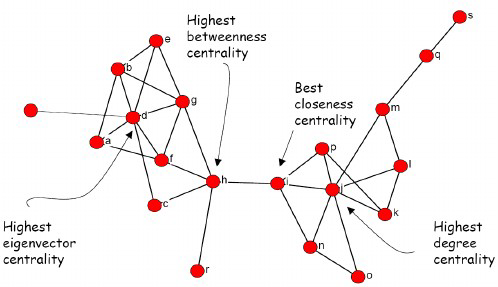 s
Highest
betweenness
centrality
e
q
b
Best
closeness
centrality
g
m
d
a
p
f
l
h
i
j
c
k
Highest
eigenvector
centrality
n
Highest
degree
centrality
r
o